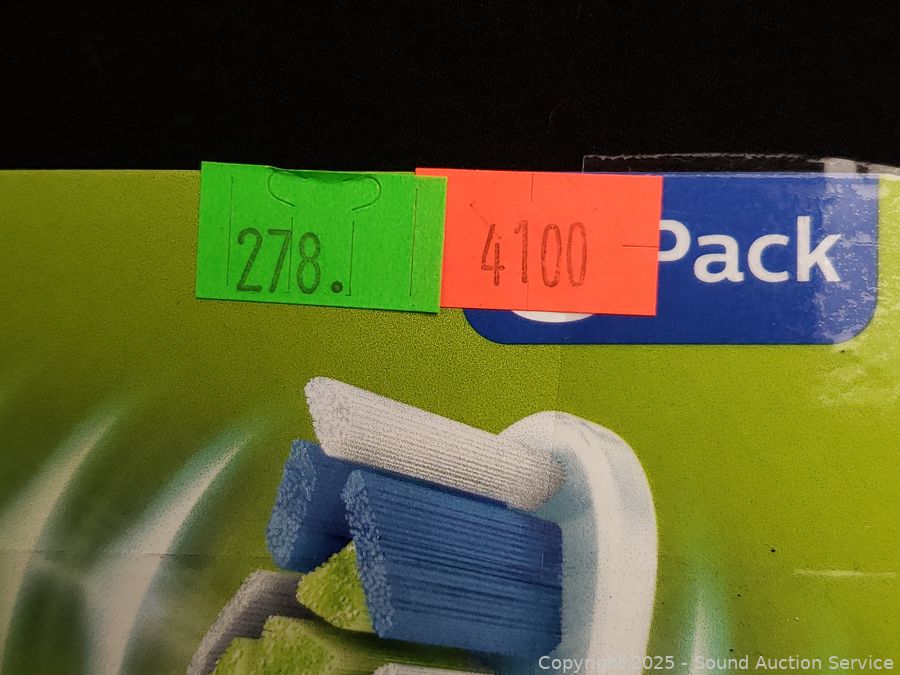 278.
4100
Pack
Copyright 2025 - Sound Auction Service